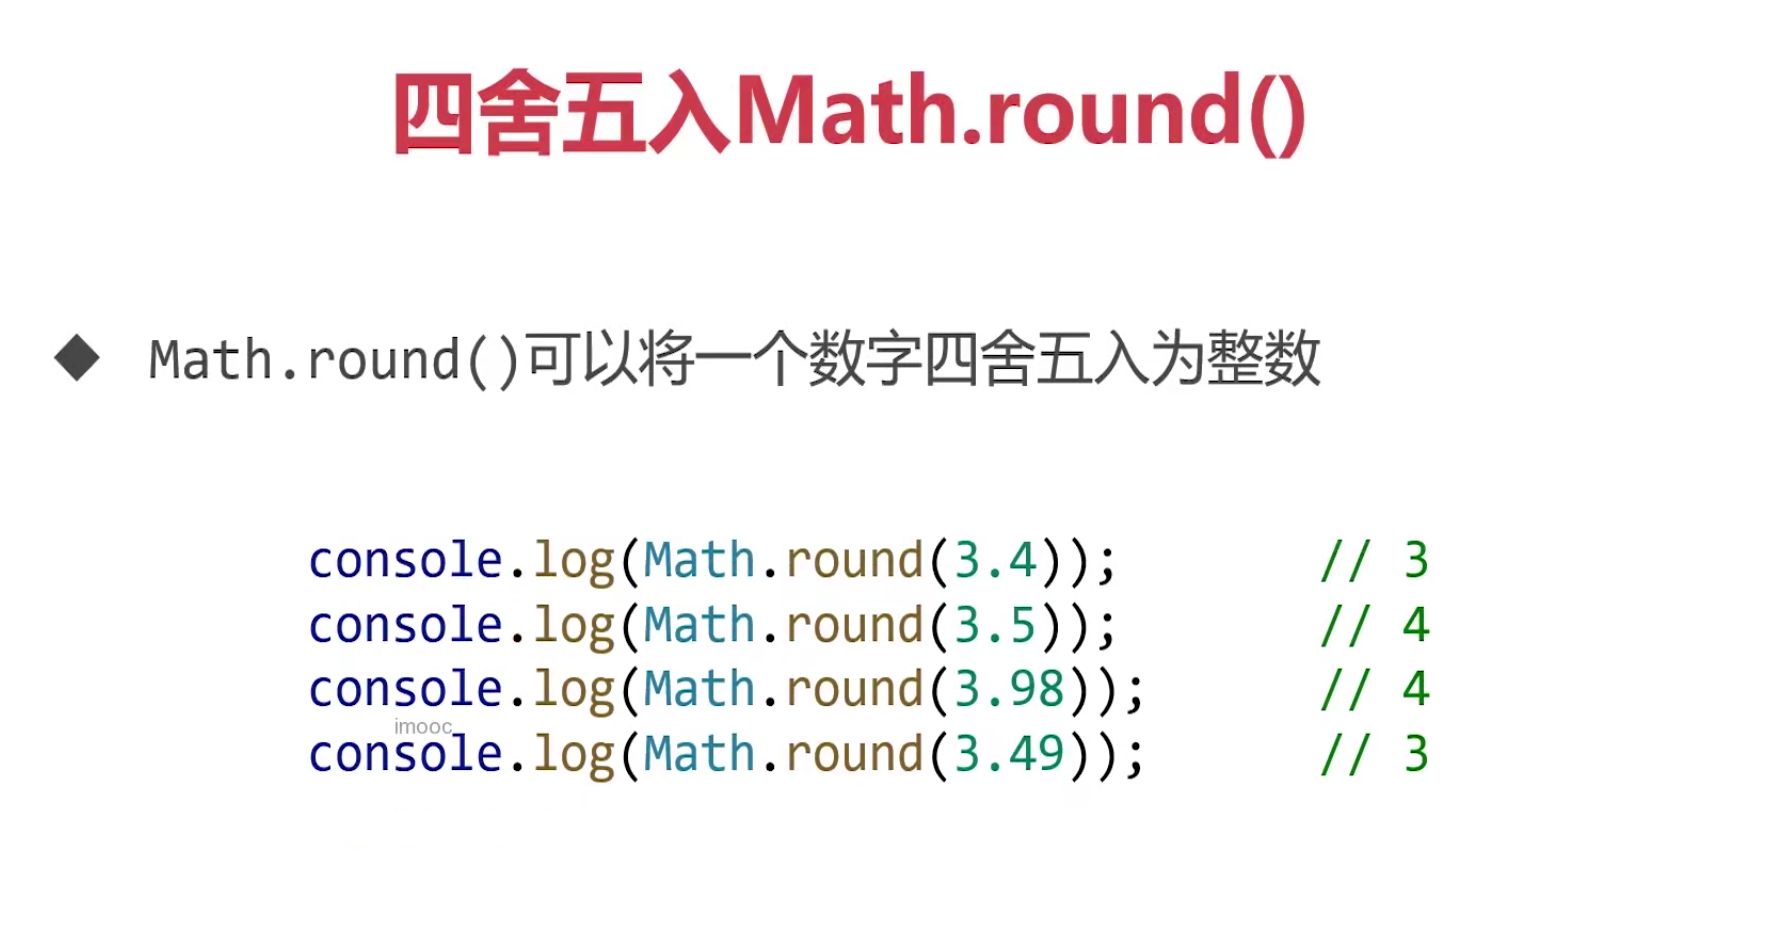 四舍五入Math.round()
◆ Math.round()可以将一个数字四舍五入为整数
console.log(Math.round(3.4)); // 3
console.log(Math.round(3.5)); // 4
console.log(Math.round(3.98)); // 4
imooc
console.log(Math.round(3.49)); // 3